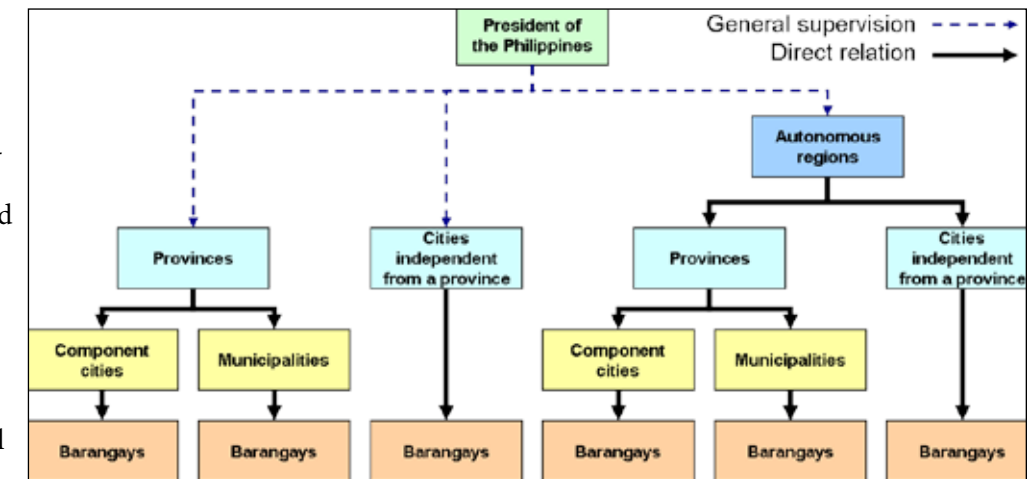 President of
the Philippines
General supervision
Direct relation
Autonomous
regions
d
Provinces
Cities
independent
from a province
Provinces
Cities
independent
from a province
Component
cities
Municipalities
Component
cities
Municipalities
Barangays
Barangays
Barangays
Barangays
Barangays
Barangays